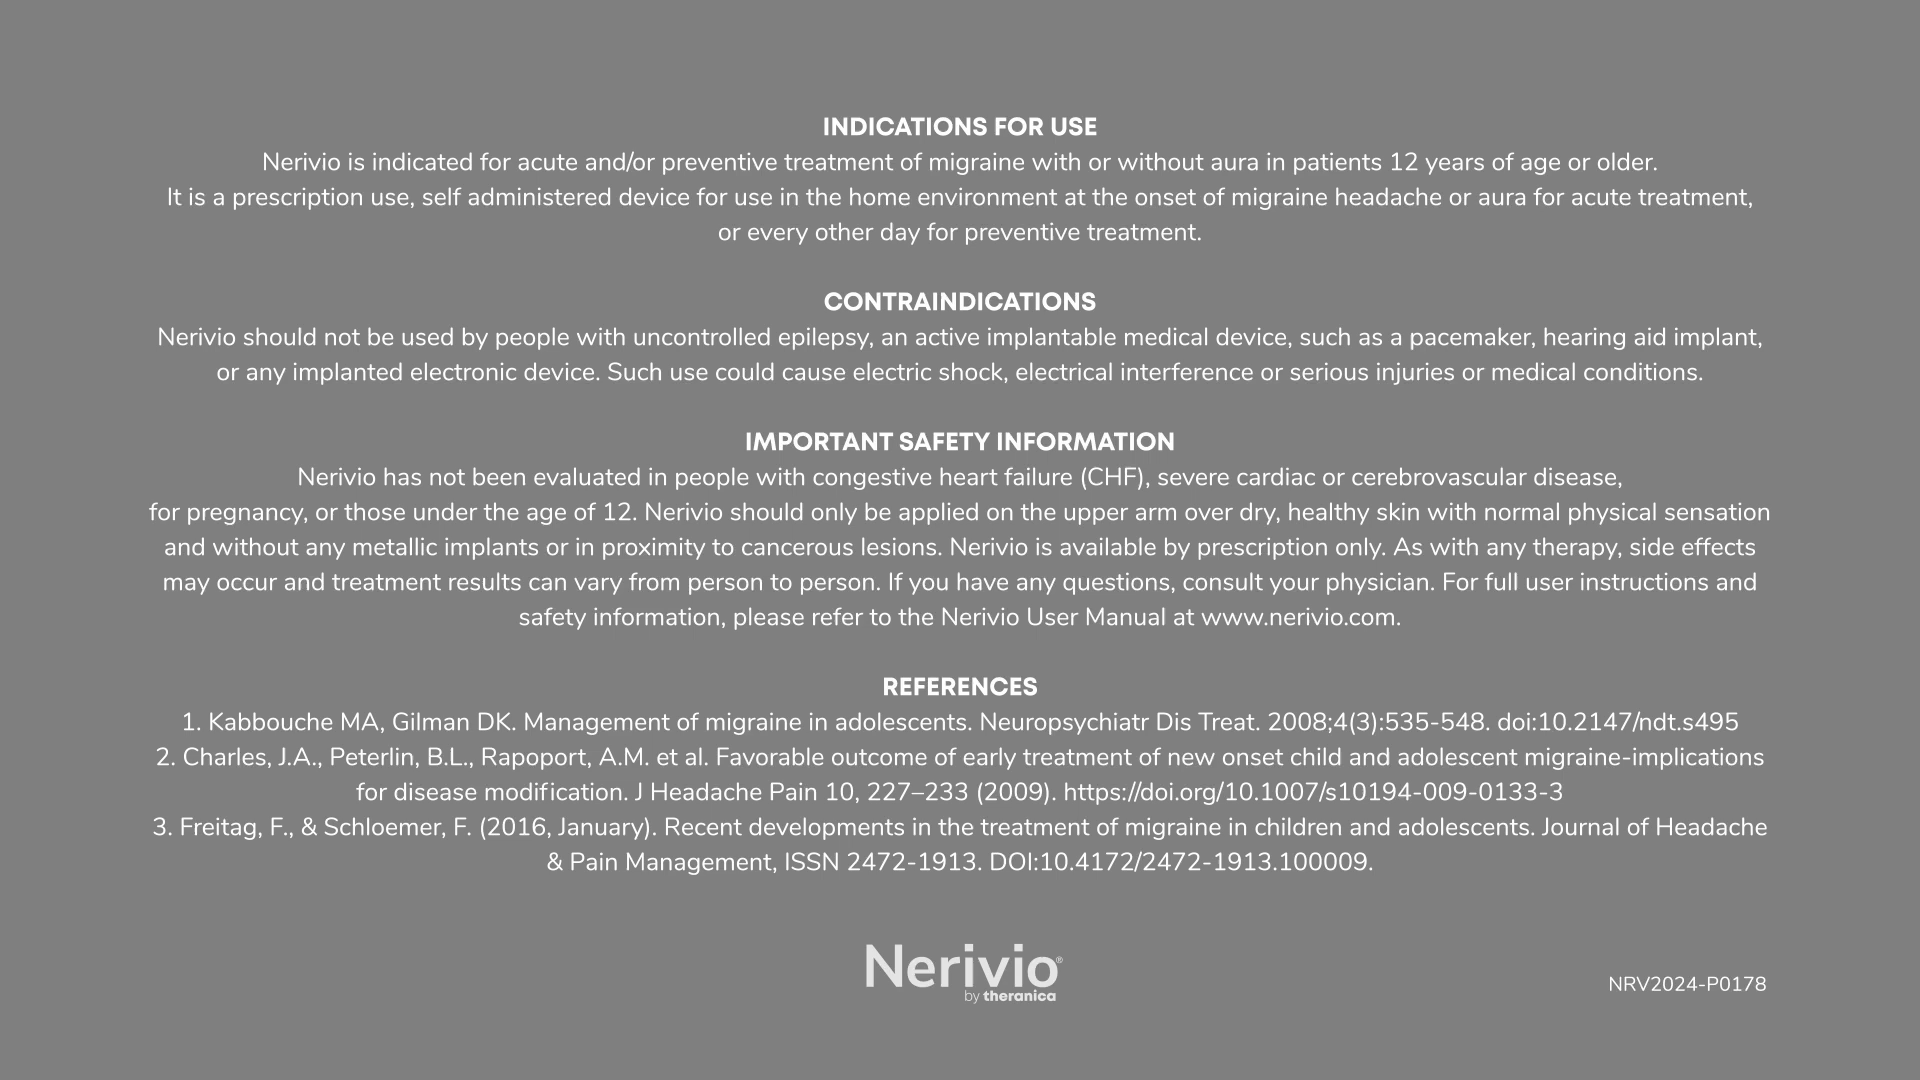 INDICATIONS FOR USE
Nerivio is indicated for acute and/or preventive treatment of migraine with or without aura in patients 12 years of age or older.
It is a prescription use, self administered device for use in the home environment at the onset of migraine headache or aura for acute treatment,
or every other day for preventive treatment.
CONTRAINDICATIONS
Nerivio should not be used by people with uncontrolled epilepsy, an active implantable medical device, such as a pacemaker, hearing aid implant,
or any implanted electronic device. Such use could cause electric shock, electrical interference or serious injuries or medical conditions.
IMPORTANT SAFETY INFORMATION
Nerivio has not been evaluated in people with congestive heart failure (CHF), severe cardiac or cerebrovascular disease,
for pregnancy, or those under the age of 12. Nerivio should only be applied on the upper arm over dry, healthy skin with normal physical sensation
and without any metallic implants or in proximity to cancerous lesions. Nerivio is available by prescription only. As with any therapy, side effects
may occur and treatment results can vary from person to person. If you have any questions, consult your physician. For full user instructions and
safety information, please refer to the Nerivio User Manual at www.nerivio.com.
REFERENCES
1. Kabbouche MA, Gilman DK. Management of migraine in adolescents. Neuropsychiatr Dis Treat. 2008;4(3):535-548. doi:10.2147/ndt.s495
2. Charles, J.A., Peterlin, B.L., Rapoport, A.M. et al. Favorable outcome of early treatment of new onset child and adolescent migraine-implications
for disease modification. J Headache Pain 10, 227–233 (2009). https://doi.org/10.1007/s10194-009-0133-3
3. Freitag, F., & Schloemer, F. (2016, January). Recent developments in the treatment of migraine in children and adolescents. Journal of Headache
& Pain Management, ISSN 2472-1913. DOI:10.4172/2472-1913.100009.
Nerivio®
by theranica
NRV2024-P0178